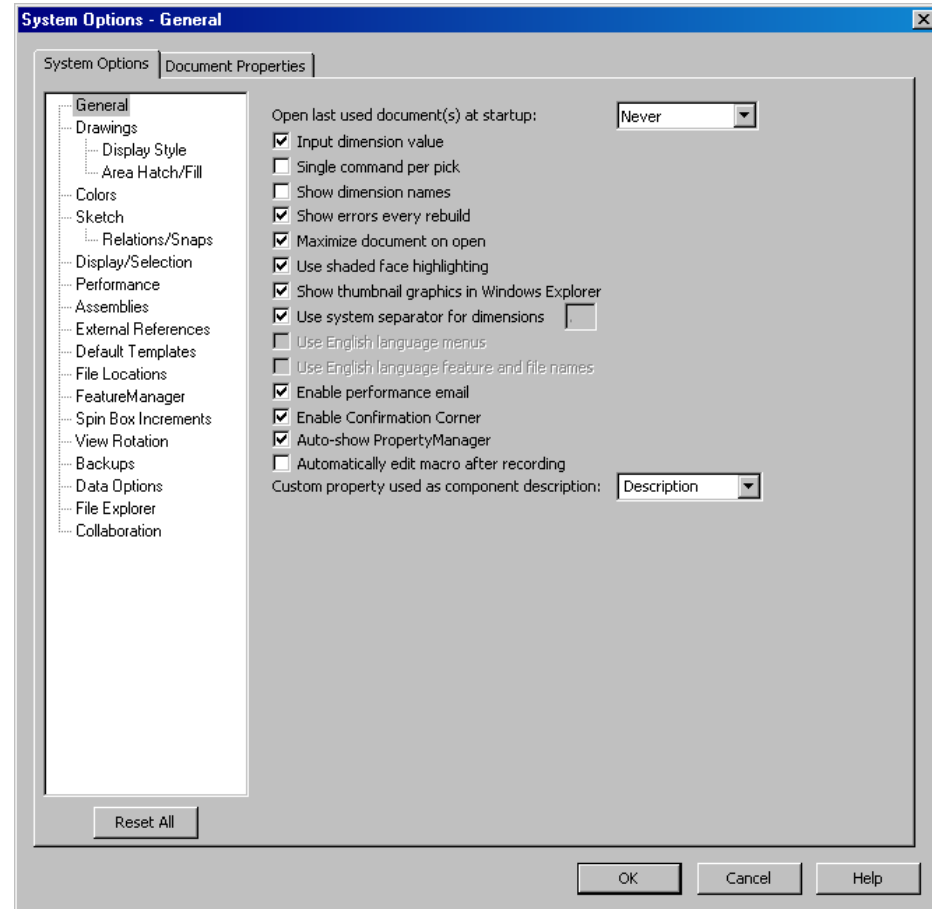 System Options - General
System Options
Document Properties
General
Drawings
Display Style
Area Hatch/Fill
Colors
Sketch
Relations/Snaps
Display/Selection
Performance
Assemblies
External References
Default Templates
File Locations
FeatureManager
Spin Box Increments
View Rotation
Backups
Data Options
File Explorer
Collaboration
Reset All
Open last used document(s) at startup: Never
Input dimension value
Single command per pick
Show dimension names
Show errors every rebuild
Maximize document on open
Use shaded face highlighting
Show thumbnail graphics in Windows Explorer
Use system separator for dimensions .
Use English language menus
Use English language feature and file names
Enable performance email
Enable Confirmation Corner
Auto-show PropertyManager
Automatically edit macro after recording
Custom property used as component description: Description
OK Cancel Help